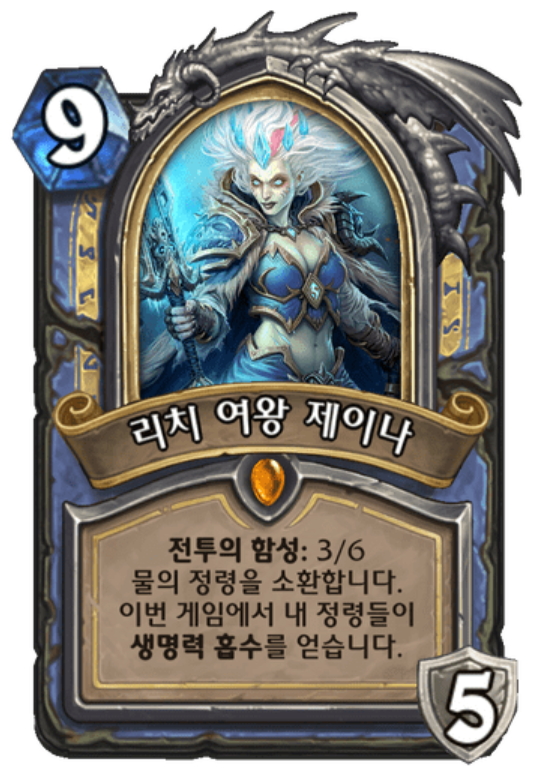 9
리치 여왕 제이나
전투의 함성: 3/6
물의 정령을 소환합니다.
이번 게임에서 내 정령들이
생명력 흡수를 얻습니다.
5